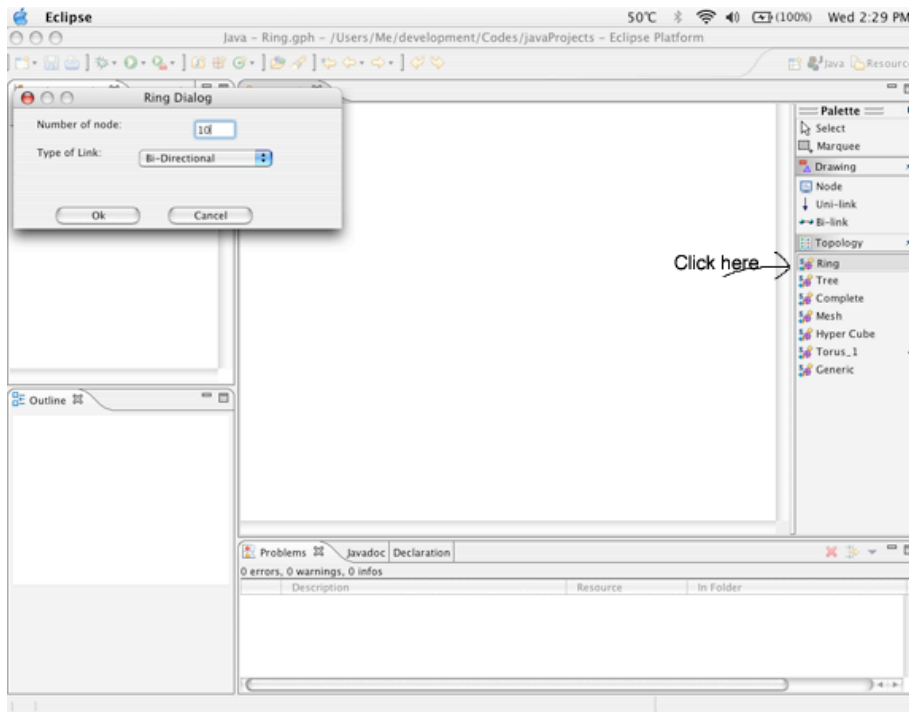 Eclipse 50℃ (100%) Wed 2:29 PM
Java - Ring.gph - /Users/Me/development/Codes/javaProjects - Eclipse Platform
Java Resourc
Ring Dialog
Number of node: 10
Type of Link: Bi-Directional
Ok Cancel
Palette
Select
Marquee
Drawing
Node
Uni-link
Bi-link
Topology
Click here
Ring
Tree
Complete
Mesh
Hyper Cube
Torus_1
Generic
Outline
Problems Javadoc Declaration
0 errors, 0 warnings, 0 infos
Description Resource In Folder